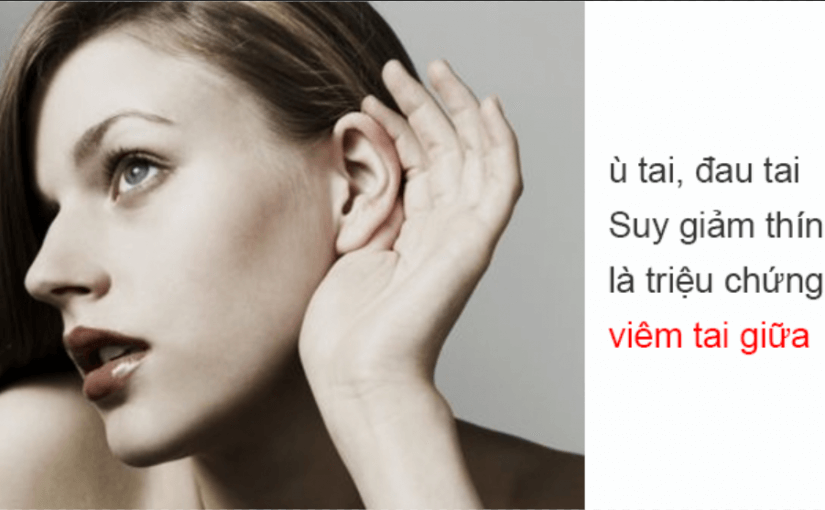 ù tai, đau tai
Suy giảm thín
là triệu chứng
viêm tai giữa